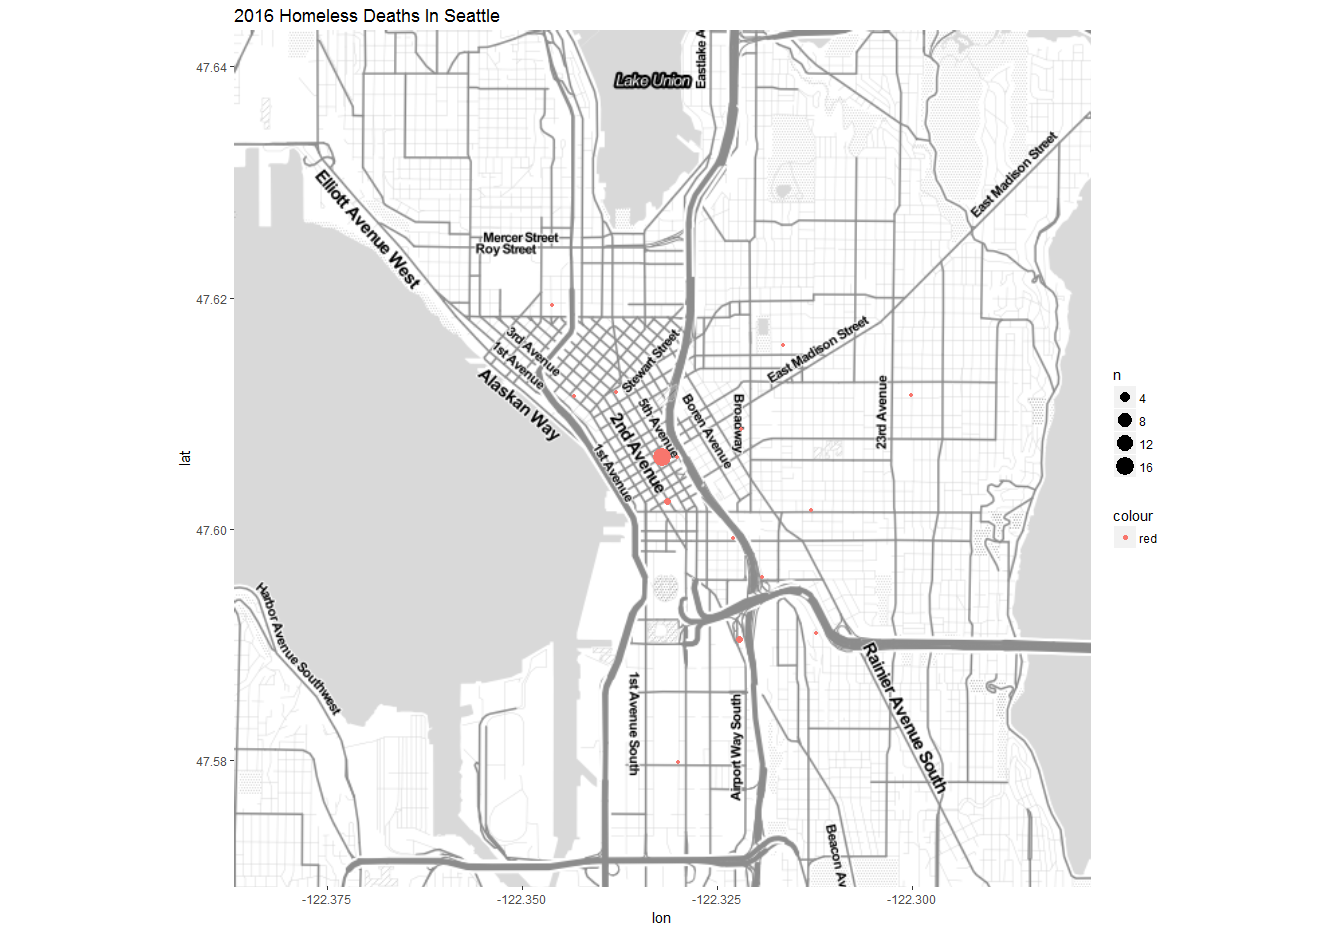 2016 Homeless Deaths In Seattle
47.64
47.62
47.60
47.58
lat
-122.375
-122.350
-122.325
-122.300
lon
Lake Union
Eastlake A
East Madison Street
Elliott Avenue West
Mercer Street
Roy Street
3rd Avenue
1st Avenue
Stewart Street
East Madison Street
Alaskan Way
5th Avenue
Boren Avenue
Broadway
23rd Avenue
2nd Avenue
1st Avenue
Harbor Avenue Southwest
1st Avenue South
Airport Way South
Rainier Avenue South
Beacon Av
n
4
8
12
16
colour
red